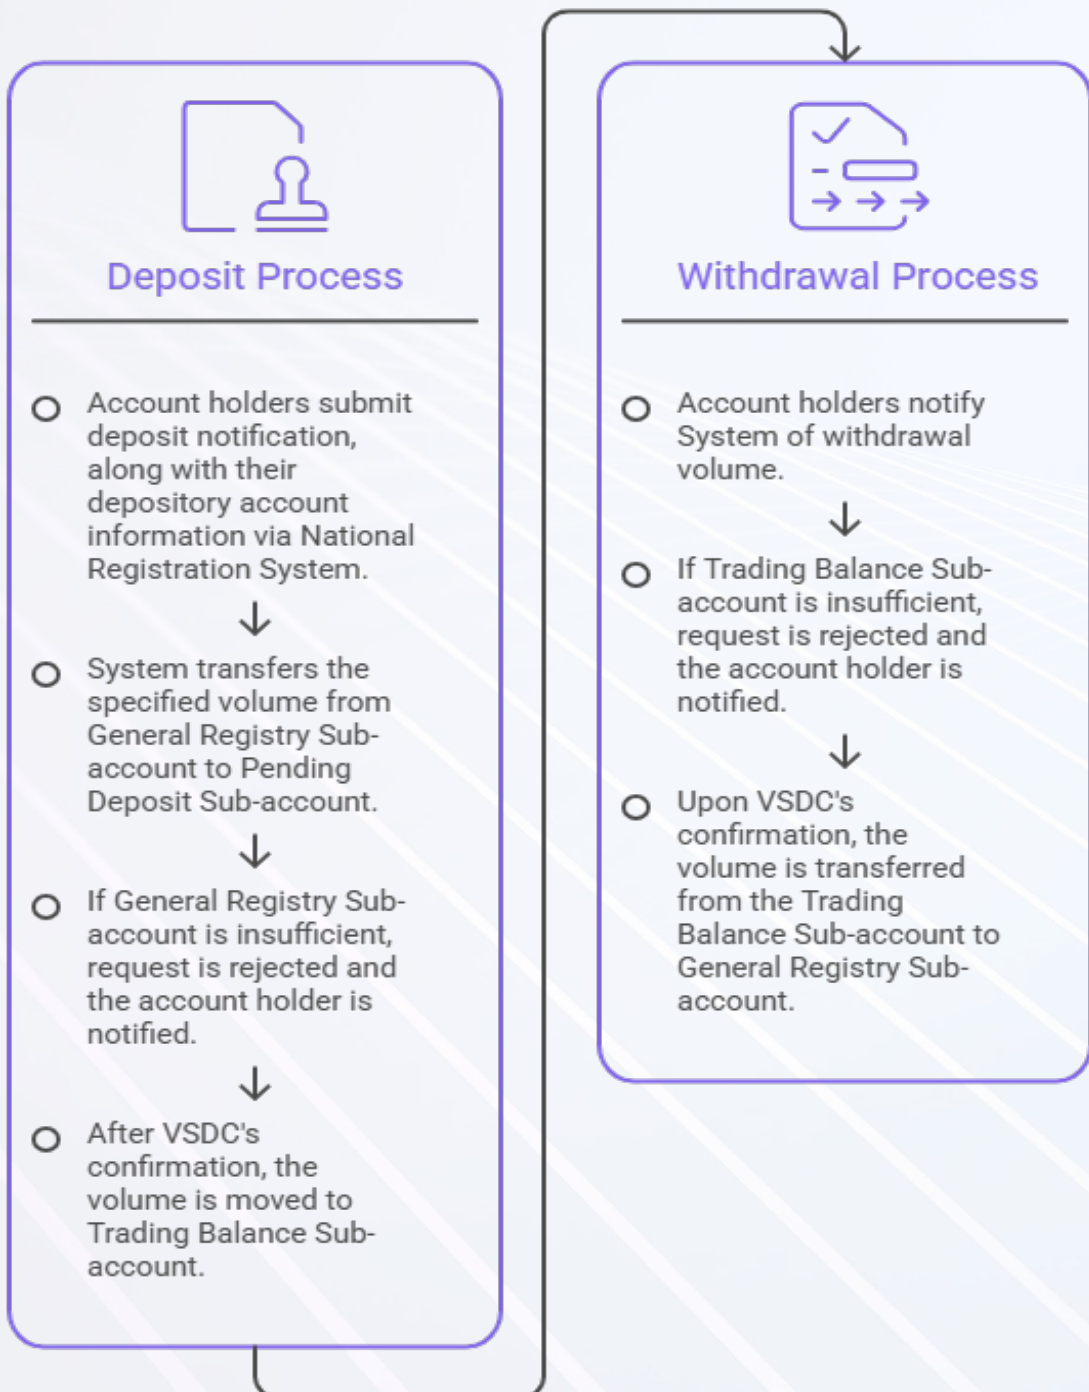 Deposit Process
Account holders submit
deposit notification,
along with their
depository account
information via National
Registration System.
System transfers the
specified volume from
General Registry Sub-
account to Pending
Deposit Sub-account.
If General Registry Sub-
account is insufficient,
request is rejected and
the account holder is
notified.
After VSDC's
confirmation, the
volume is moved to
Trading Balance Sub-
account.
Withdrawal Process
Account holders notify
System of withdrawal
volume.
If Trading Balance Sub-
account is insufficient,
request is rejected and
the account holder is
notified.
Upon VSDC's
confirmation, the
volume is transferred
from the Trading
Balance Sub-account to
General Registry Sub-
account.